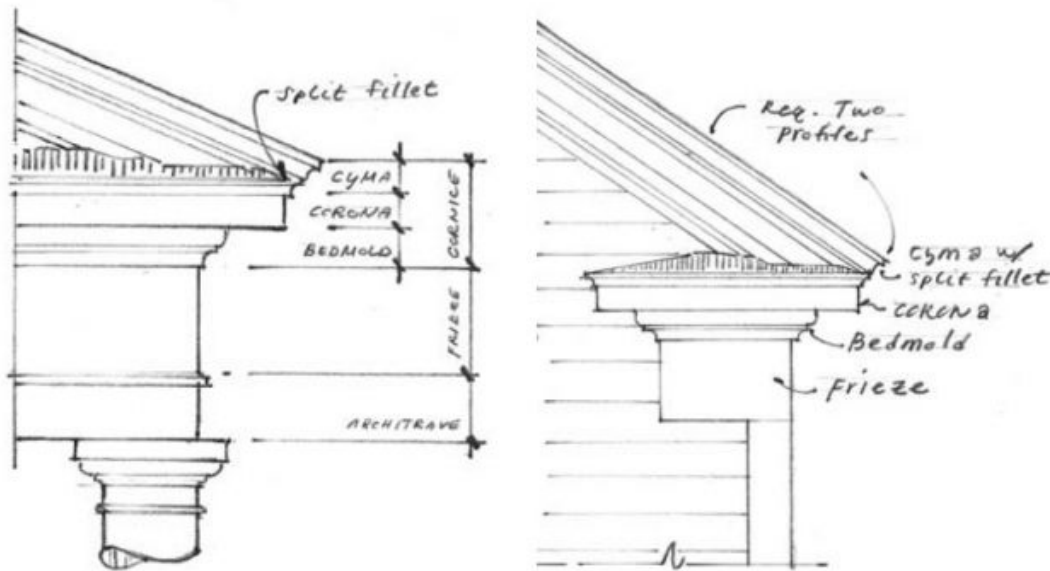 split fillet
CYMA
CORONA
BEDMOLD
CORNICE
FRIEZE
ARCHITRAVE
Req. Two
Profiles
Cyma w/
split fillet
CORONa
Bedmold
Frieze